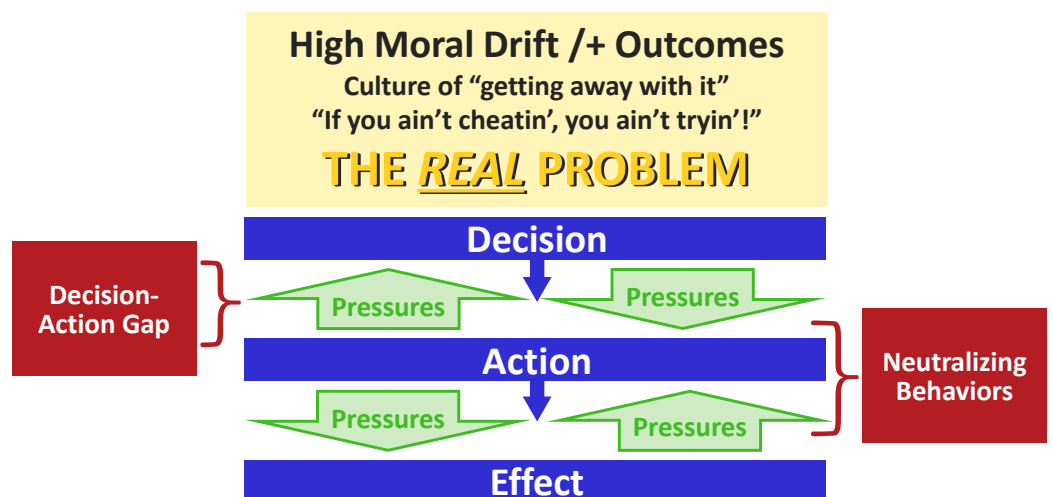 High Moral Drift /+ Outcomes
Culture of “getting away with it”
“If you ain’t cheatin’, you ain’t tryin’!”
THE REAL PROBLEM
Decision
Decision-
Action Gap
Pressures
Pressures
Action
Neutralizing
Behaviors
Pressures
Pressures
Effect